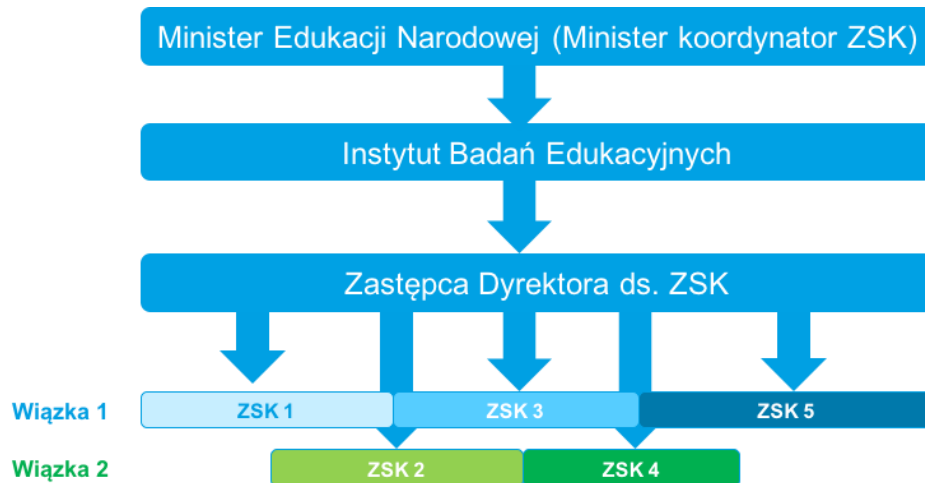 Minister Edukacji Narodowej (Minister koordynator ZSK)
Instytut Badań Edukacyjnych
Zastępca Dyrektora ds. ZSK
Wiązka 1 ZSK 1 ZSK 3 ZSK 5
Wiązka 2 ZSK 2 ZSK 4